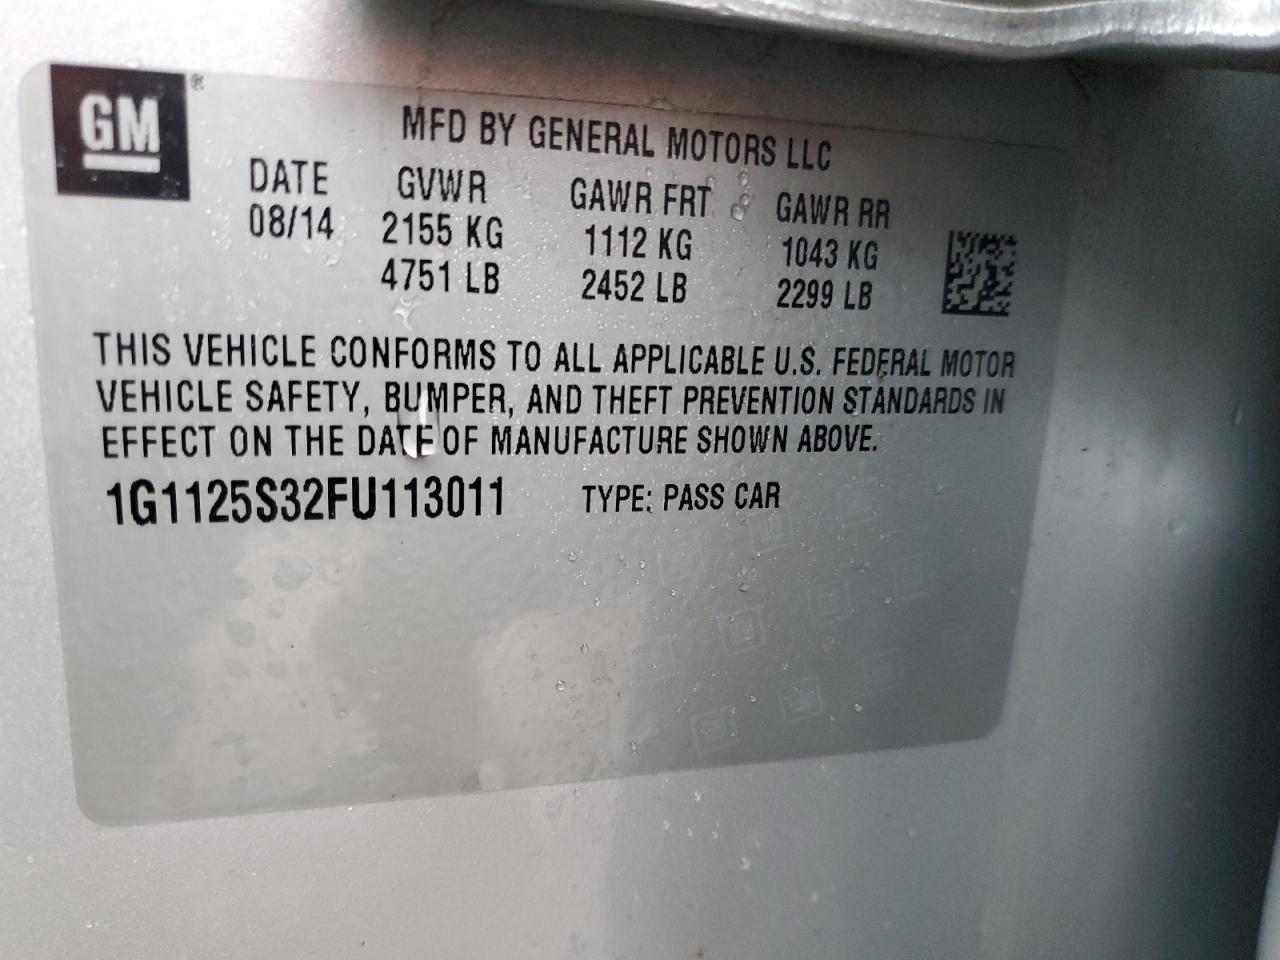 GM ®
MFD BY GENERAL MOTORS LLC
DATE GVWR GAWR FRT GAWR RR
08/14 2155 KG 1112 KG 1043 KG
4751 LB 2452 LB 2299 LB
THIS VEHICLE CONFORMS TO ALL APPLICABLE U.S. FEDERAL MOTOR
VEHICLE SAFETY, BUMPER, AND THEFT PREVENTION STANDARDS IN
EFFECT ON THE DATE OF MANUFACTURE SHOWN ABOVE.
1G1125S32FU113011 TYPE: PASS CAR